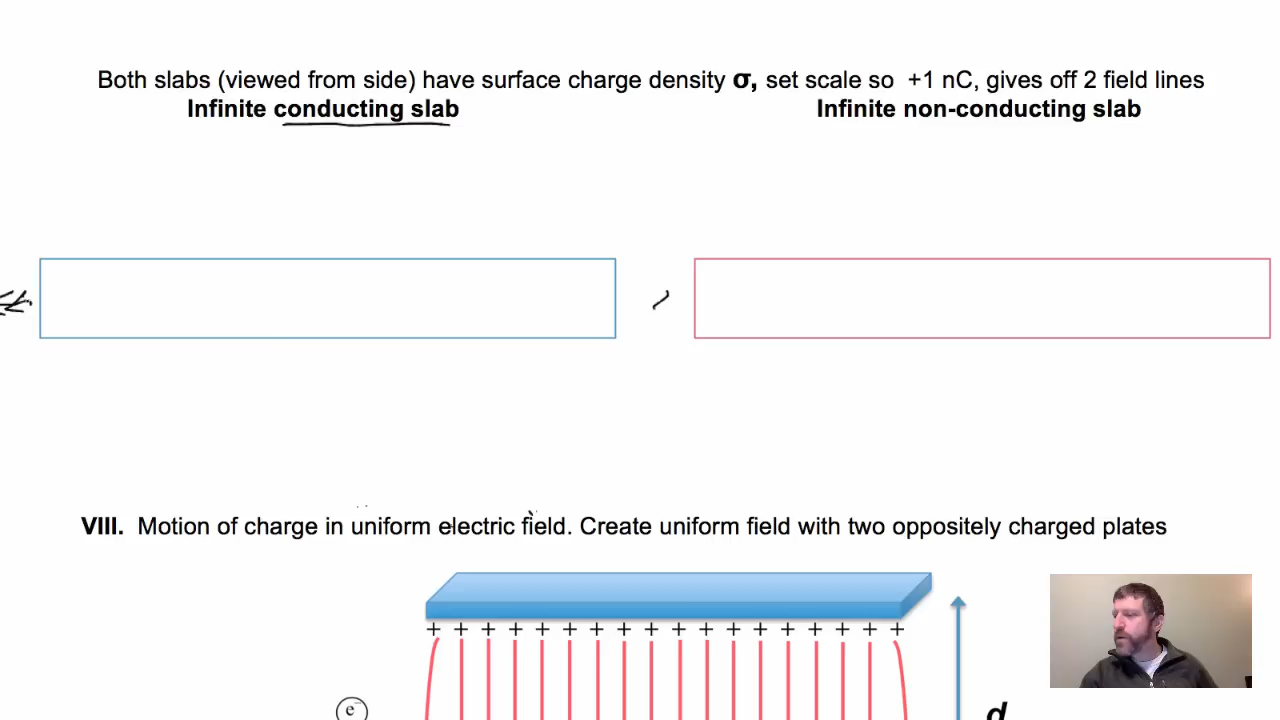 Both slabs (viewed from side) have surface charge density σ, set scale so +1 nC, gives off 2 field lines
Infinite conducting slab
Infinite non-conducting slab
VIII. Motion of charge in uniform electric field. Create uniform field with two oppositely charged plates
+ + + + + + + + + + + + + + + + + +
e⁻
d